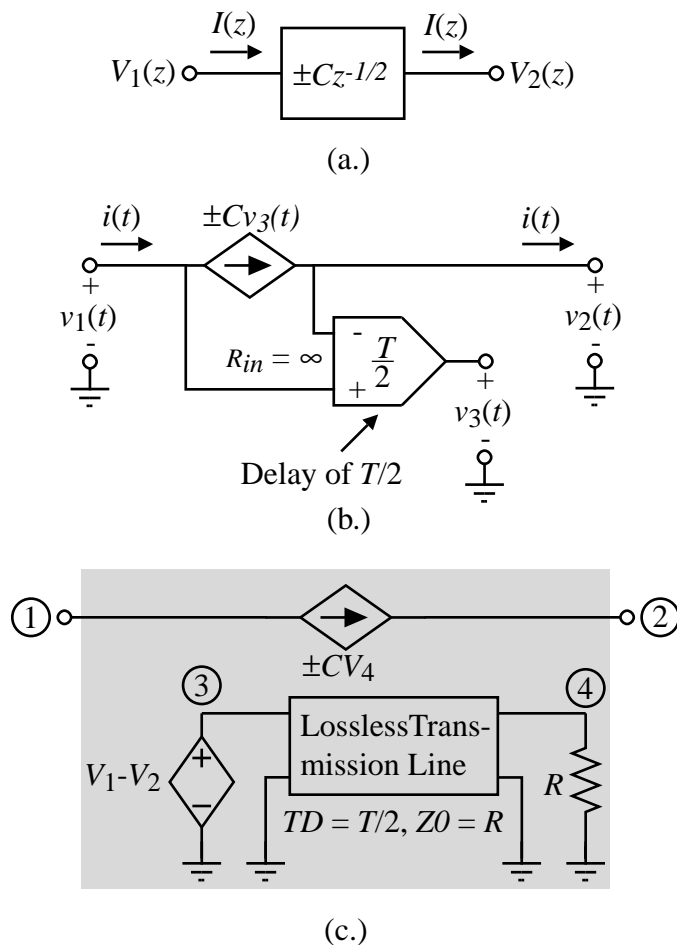 I(z) I(z)
V1(z) ±Cz-1/2 V2(z)
(a.)
i(t) ±Cv3(t) i(t)
+ +
v1(t) v2(t)
- -
- T/2 +
Rin = ∞
+
v3(t)
-
Delay of T/2
(b.)
1 2
±CV4
3 4
LosslessTrans-
mission Line
+
V1-V2 R
−
TD = T/2, Z0 = R
(c.)